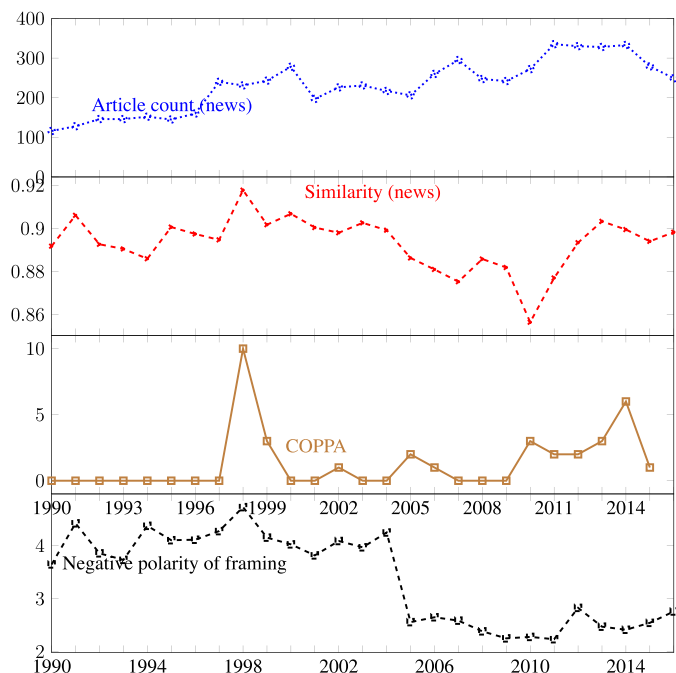 400
300
200
Article count (news)
100
0
0.92
Similarity (news)
0.9
0.88
0.86
10
5
COPPA
0
1990 1993 1996 1999 2002 2005 2008 2011 2014
4
Negative polarity of framing
3
2
1990 1994 1998 2002 2006 2010 2014